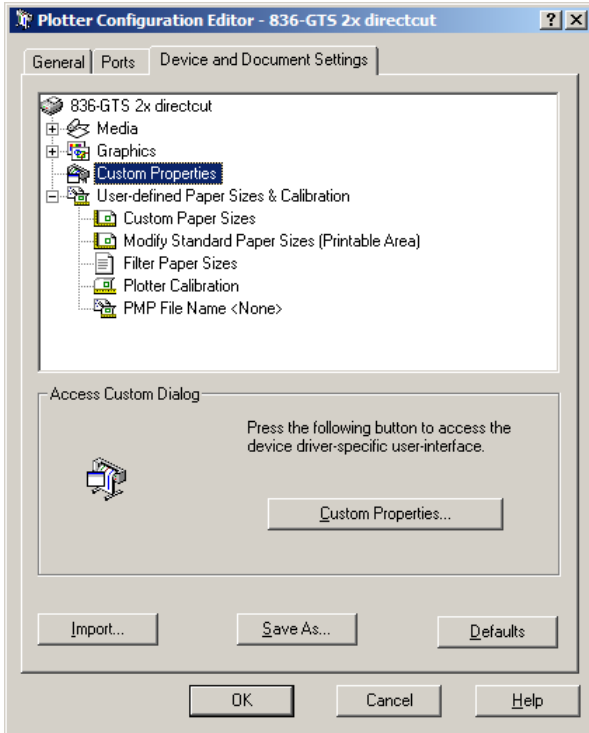 Plotter Configuration Editor - 836-GTS 2x directcut
General
Ports
Device and Document Settings
836-GTS 2x directcut
Media
Graphics
Custom Properties
User-defined Paper Sizes & Calibration
Custom Paper Sizes
Modify Standard Paper Sizes (Printable Area)
Filter Paper Sizes
Plotter Calibration
PMP File Name <None>
Access Custom Dialog
Press the following button to access the
device driver-specific user-interface.
Custom Properties...
Import...
Save As...
Defaults
OK
Cancel
Help